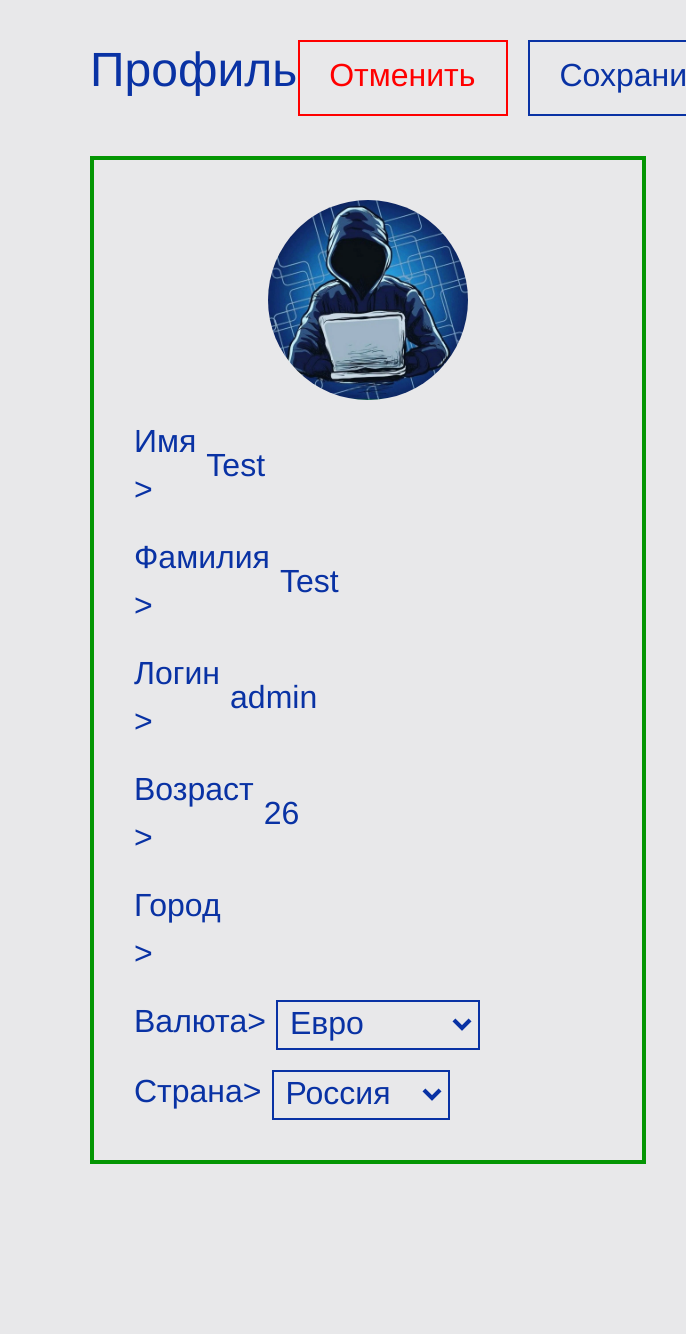 Профиль Отменить Сохрани
Имя
> Test
Фамилия
> Test
Логин
> admin
Возраст
> 26
Город
>
Валюта> Евро
Страна> Россия